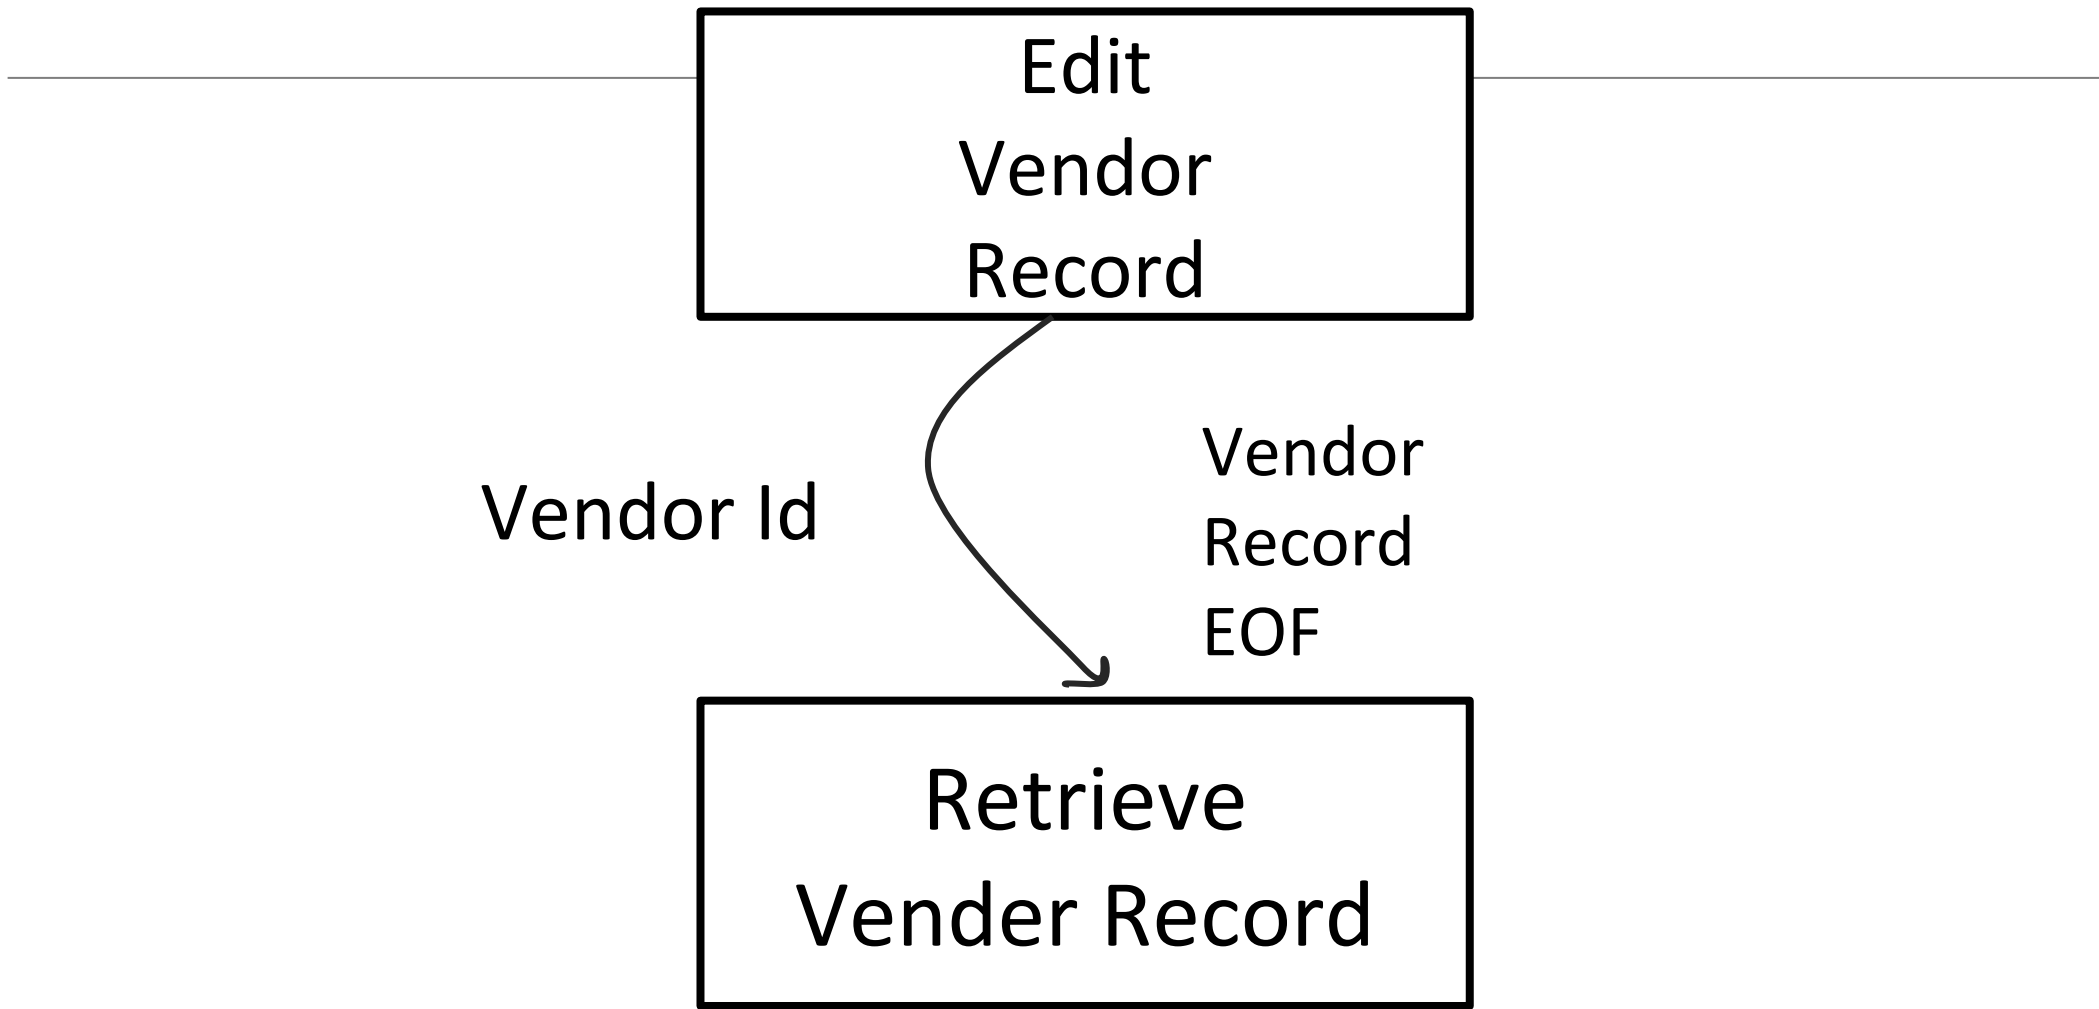 Edit
Vendor
Record
Vendor Id
Vendor
Record
EOF
Retrieve
Vender Record